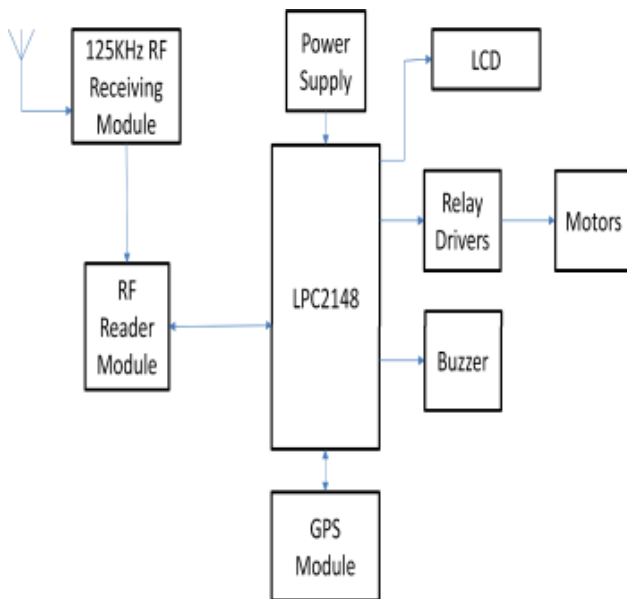 125KHz RF
Receiving
Module
Power
Supply
LCD
Relay
Drivers
Motors
RF
Reader
Module
LPC2148
Buzzer
GPS
Module